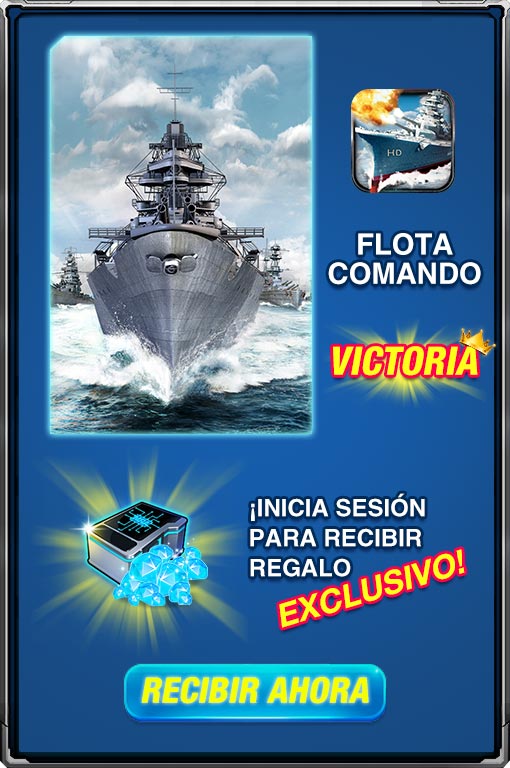 HD
FLOTA
COMANDO
VICTORIA
¡INICIA SESIÓN
PARA RECIBIR
REGALO
EXCLUSIVO!
RECIBIR AHORA